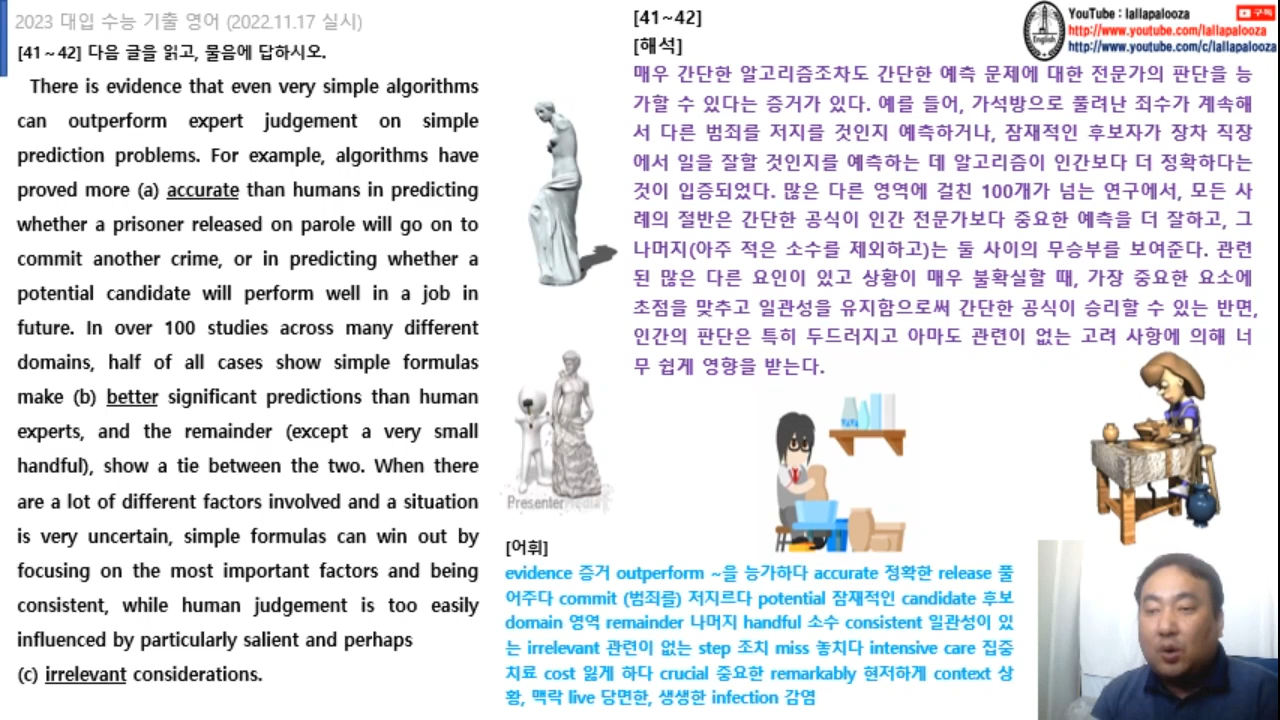 2023 대입 수능 기출 영어 (2022.11.17 실시)
[41~42] 다음 글을 읽고, 물음에 답하시오.
There is evidence that even very simple algorithms
can outperform expert judgement on simple
prediction problems. For example, algorithms have
proved more (a) accurate than humans in predicting
whether a prisoner released on parole will go on to
commit another crime, or in predicting whether a
potential candidate will perform well in a job in
future. In over 100 studies across many different
domains, half of all cases show simple formulas
make (b) better significant predictions than human
experts, and the remainder (except a very small
handful), show a tie between the two. When there
are a lot of different factors involved and a situation
is very uncertain, simple formulas can win out by
focusing on the most important factors and being
consistent, while human judgement is too easily
influenced by particularly salient and perhaps
(c) irrelevant considerations.
[41~42]
[해석]
매우 간단한 알고리즘조차도 간단한 예측 문제에 대한 전문가의 판단을 능
가할 수 있다는 증거가 있다. 예를 들어, 가석방으로 풀려난 죄수가 계속해
서 다른 범죄를 저지를 것인지 예측하거나, 잠재적인 후보자가 장차 직장
에서 일을 잘할 것인지를 예측하는 데 알고리즘이 인간보다 더 정확하다는
것이 입증되었다. 많은 다른 영역에 걸친 100개가 넘는 연구에서, 모든 사
례의 절반은 간단한 공식이 인간 전문가보다 중요한 예측을 더 잘하고, 그
나머지(아주 적은 소수를 제외하고)는 둘 사이의 무승부를 보여준다. 관련
된 많은 다른 요인이 있고 상황이 매우 불확실할 때, 가장 중요한 요소에
초점을 맞추고 일관성을 유지함으로써 간단한 공식이 승리할 수 있는 반면,
인간의 판단은 특히 두드러지고 아마도 관련이 없는 고려 사항에 의해 너
무 쉽게 영향을 받는다.
[어휘]
evidence 증거 outperform ~을 능가하다 accurate 정확한 release 풀
어주다 commit (범죄를) 저지르다 potential 잠재적인 candidate 후보
domain 영역 remainder 나머지 handful 소수 consistent 일관성이 있
는 irrelevant 관련이 없는 step 조치 miss 놓치다 intensive care 집중
치료 cost 잃게 하다 crucial 중요한 remarkably 현저하게 context 상
황, 맥락 live 당면한, 생생한 infection 감염
YouTube : lallapalooza
구독
http://www.youtube.com/lallapalooza
http://www.youtube.com/c/lallapalooza
English
PresenterMedia